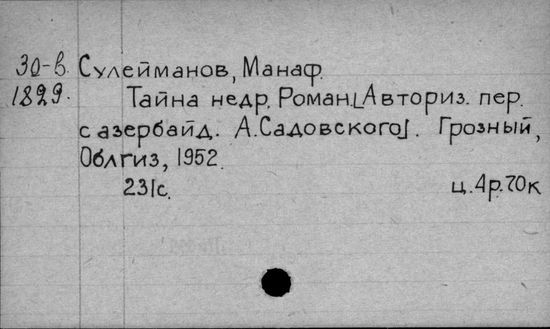 30-в. Сулейманов, Манаф.
1829. Тайна недр. Роман. [Авториз. пер.
с азербайд. А. Садовского]. Грозный,
Облгиз, 1952.
231с. ц. 4р. 70к